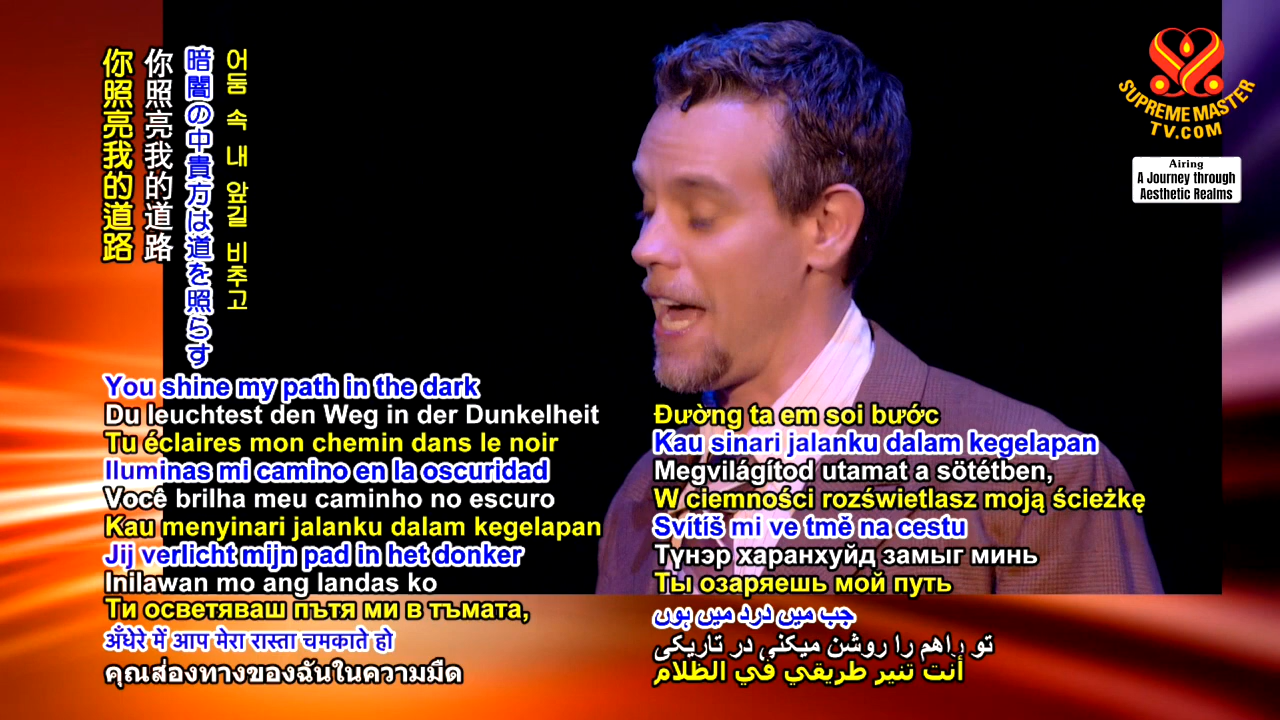 你照亮我的道路
你照亮我的道路
暗闇の中貴方は道を照らす
어둠 속 내 앞길 비추고
SUPREME MASTER
TV.COM
Airing
A Journey through
Aesthetic Realms
You shine my path in the dark
Du leuchtest den Weg in der Dunkelheit
Tu éclaires mon chemin dans le noir
Iluminas mi camino en la oscuridad
Você brilha meu caminho no escuro
Kau menyinari jalanku dalam kegelapan
Jij verlicht mijn pad in het donker
Inilawan mo ang landas ko
Ти осветяваш пътя ми в тъмата,
अँधेरे में आप मेरा रास्ता चमकाते हो
คุณส่องทางของฉันในความมืด
Đường ta em soi bước
Kau sinari jalanku dalam kegelapan
Megvilágítod utamat a sötétben,
W ciemności rozświetlasz moją ścieżkę
Svítíš mi ve tmě na cestu
Түнэр харанхуйд замыг минь
Ты озаряешь мой путь
جب میں درد میں ہوں
تو راهم را روشن میکنی در تاریکی
أنت تنير طريقي في الظلام